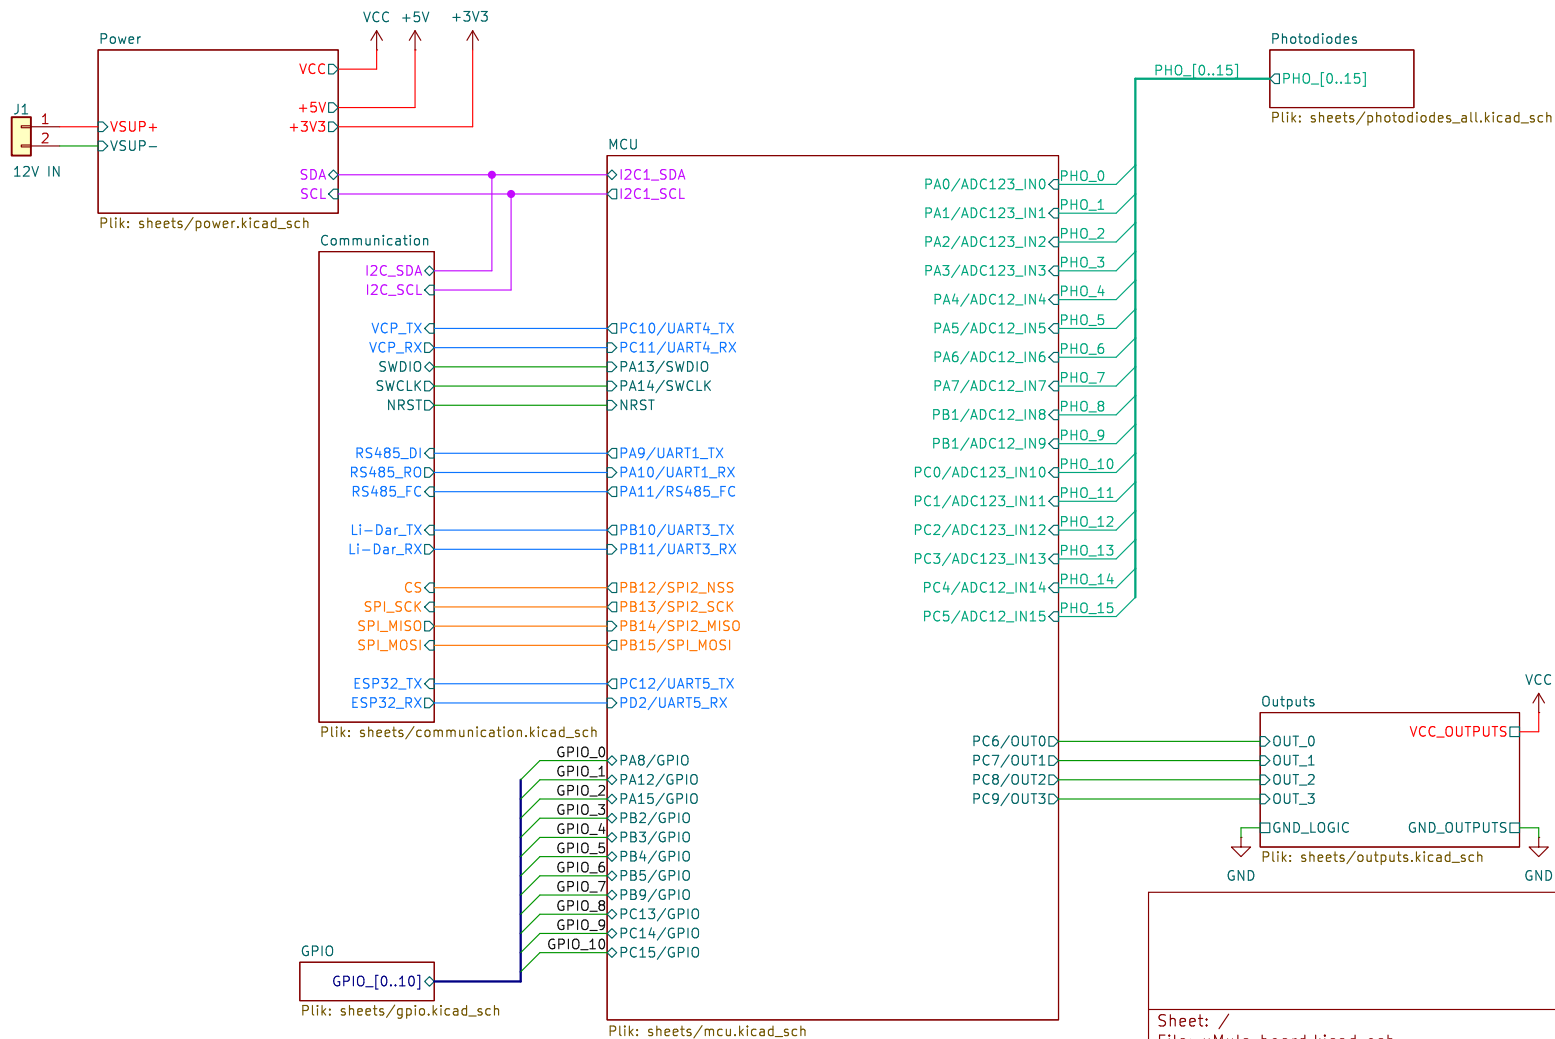 VCC
+5V
+3V3
Power
VCC
+5V
+3V3
J1
1
2
12V IN
VSUP+
VSUP-
SDA
SCL
Plik: sheets/power.kicad_sch
Communication
I2C_SDA
I2C_SCL
VCP_TX
VCP_RX
SWDIO
SWCLK
NRST
RS485_DI
RS485_RO
RS485_FC
Li-Dar_TX
Li-Dar_RX
CS
SPI_SCK
SPI_MISO
SPI_MOSI
ESP32_TX
ESP32_RX
Plik: sheets/communication.kicad_sch
GPIO_0
GPIO_1
GPIO_2
GPIO_3
GPIO_4
GPIO_5
GPIO_6
GPIO_7
GPIO_8
GPIO_9
GPIO_10
GPIO
GPIO_[0..10]
Plik: sheets/gpio.kicad_sch
MCU
I2C1_SDA
I2C1_SCL
PC10/UART4_TX
PC11/UART4_RX
PA13/SWDIO
PA14/SWCLK
NRST
PA9/UART1_TX
PA10/UART1_RX
PA11/RS485_FC
PB10/UART3_TX
PB11/UART3_RX
PB12/SPI2_NSS
PB13/SPI2_SCK
PB14/SPI2_MISO
PB15/SPI_MOSI
PC12/UART5_TX
PD2/UART5_RX
PA8/GPIO
PA12/GPIO
PA15/GPIO
PB2/GPIO
PB3/GPIO
PB4/GPIO
PB5/GPIO
PB9/GPIO
PC13/GPIO
PC14/GPIO
PC15/GPIO
PA0/ADC123_IN0
PA1/ADC123_IN1
PA2/ADC123_IN2
PA3/ADC123_IN3
PA4/ADC12_IN4
PA5/ADC12_IN5
PA6/ADC12_IN6
PA7/ADC12_IN7
PB1/ADC12_IN8
PB1/ADC12_IN9
PC0/ADC123_IN10
PC1/ADC123_IN11
PC2/ADC123_IN12
PC3/ADC123_IN13
PC4/ADC12_IN14
PC5/ADC12_IN15
PC6/OUT0
PC7/OUT1
PC8/OUT2
PC9/OUT3
Plik: sheets/mcu.kicad_sch
PHO_0
PHO_1
PHO_2
PHO_3
PHO_4
PHO_5
PHO_6
PHO_7
PHO_8
PHO_9
PHO_10
PHO_11
PHO_12
PHO_13
PHO_14
PHO_15
PHO_[0..15]
Photodiodes
PHO_[0..15]
Plik: sheets/photodiodes_all.kicad_sch
VCC
Outputs
VCC_OUTPUTS
OUT_0
OUT_1
OUT_2
OUT_3
GND_LOGIC
GND_OUTPUTS
Plik: sheets/outputs.kicad_sch
GND
GND
Sheet: /